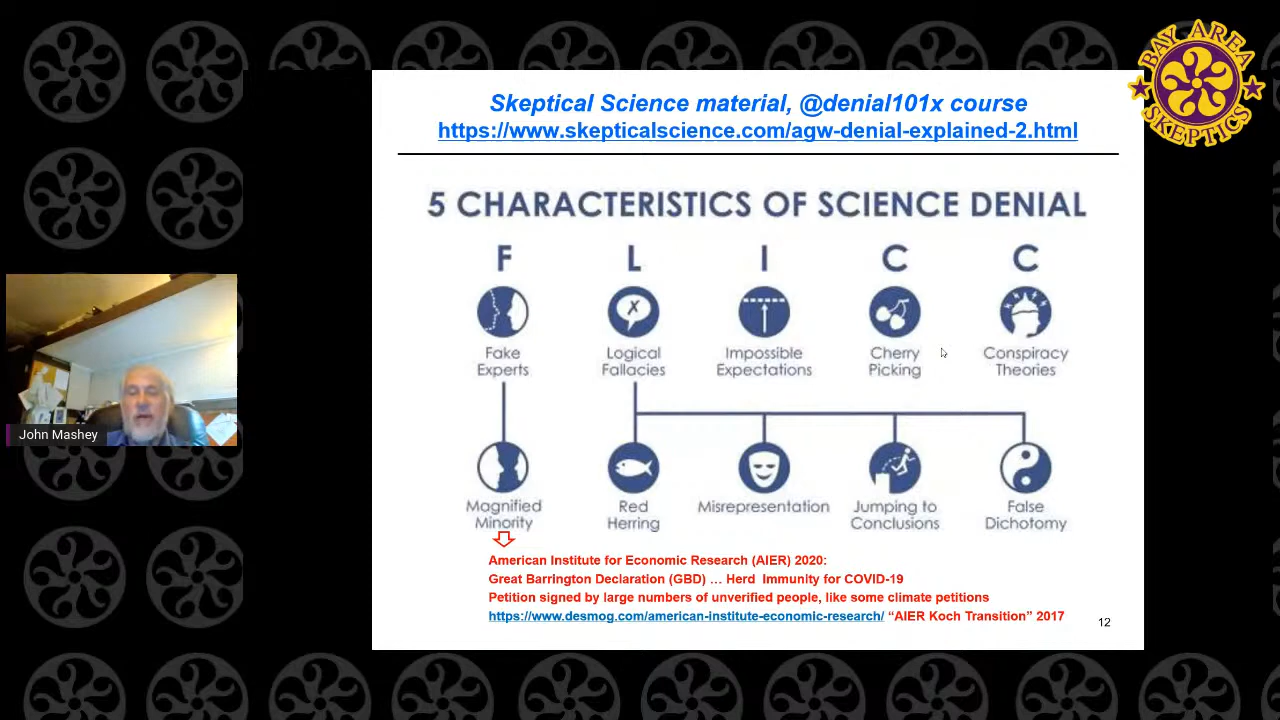 BAY AREA
SKEPTICS
Skeptical Science material, @denial101x course
https://www.skepticalscience.com/agw-denial-explained-2.html
5 CHARACTERISTICS OF SCIENCE DENIAL
F L I C C
Fake Experts
Logical Fallacies
Impossible Expectations
Cherry Picking
Conspiracy Theories
X
Magnified Minority
Red Herring
Misrepresentation
Jumping to Conclusions
False Dichotomy
American Institute for Economic Research (AIER) 2020:
Great Barrington Declaration (GBD) … Herd Immunity for COVID-19
Petition signed by large numbers of unverified people, like some climate petitions
https://www.desmog.com/american-institute-economic-research/ “AIER Koch Transition” 2017
12
John Mashey